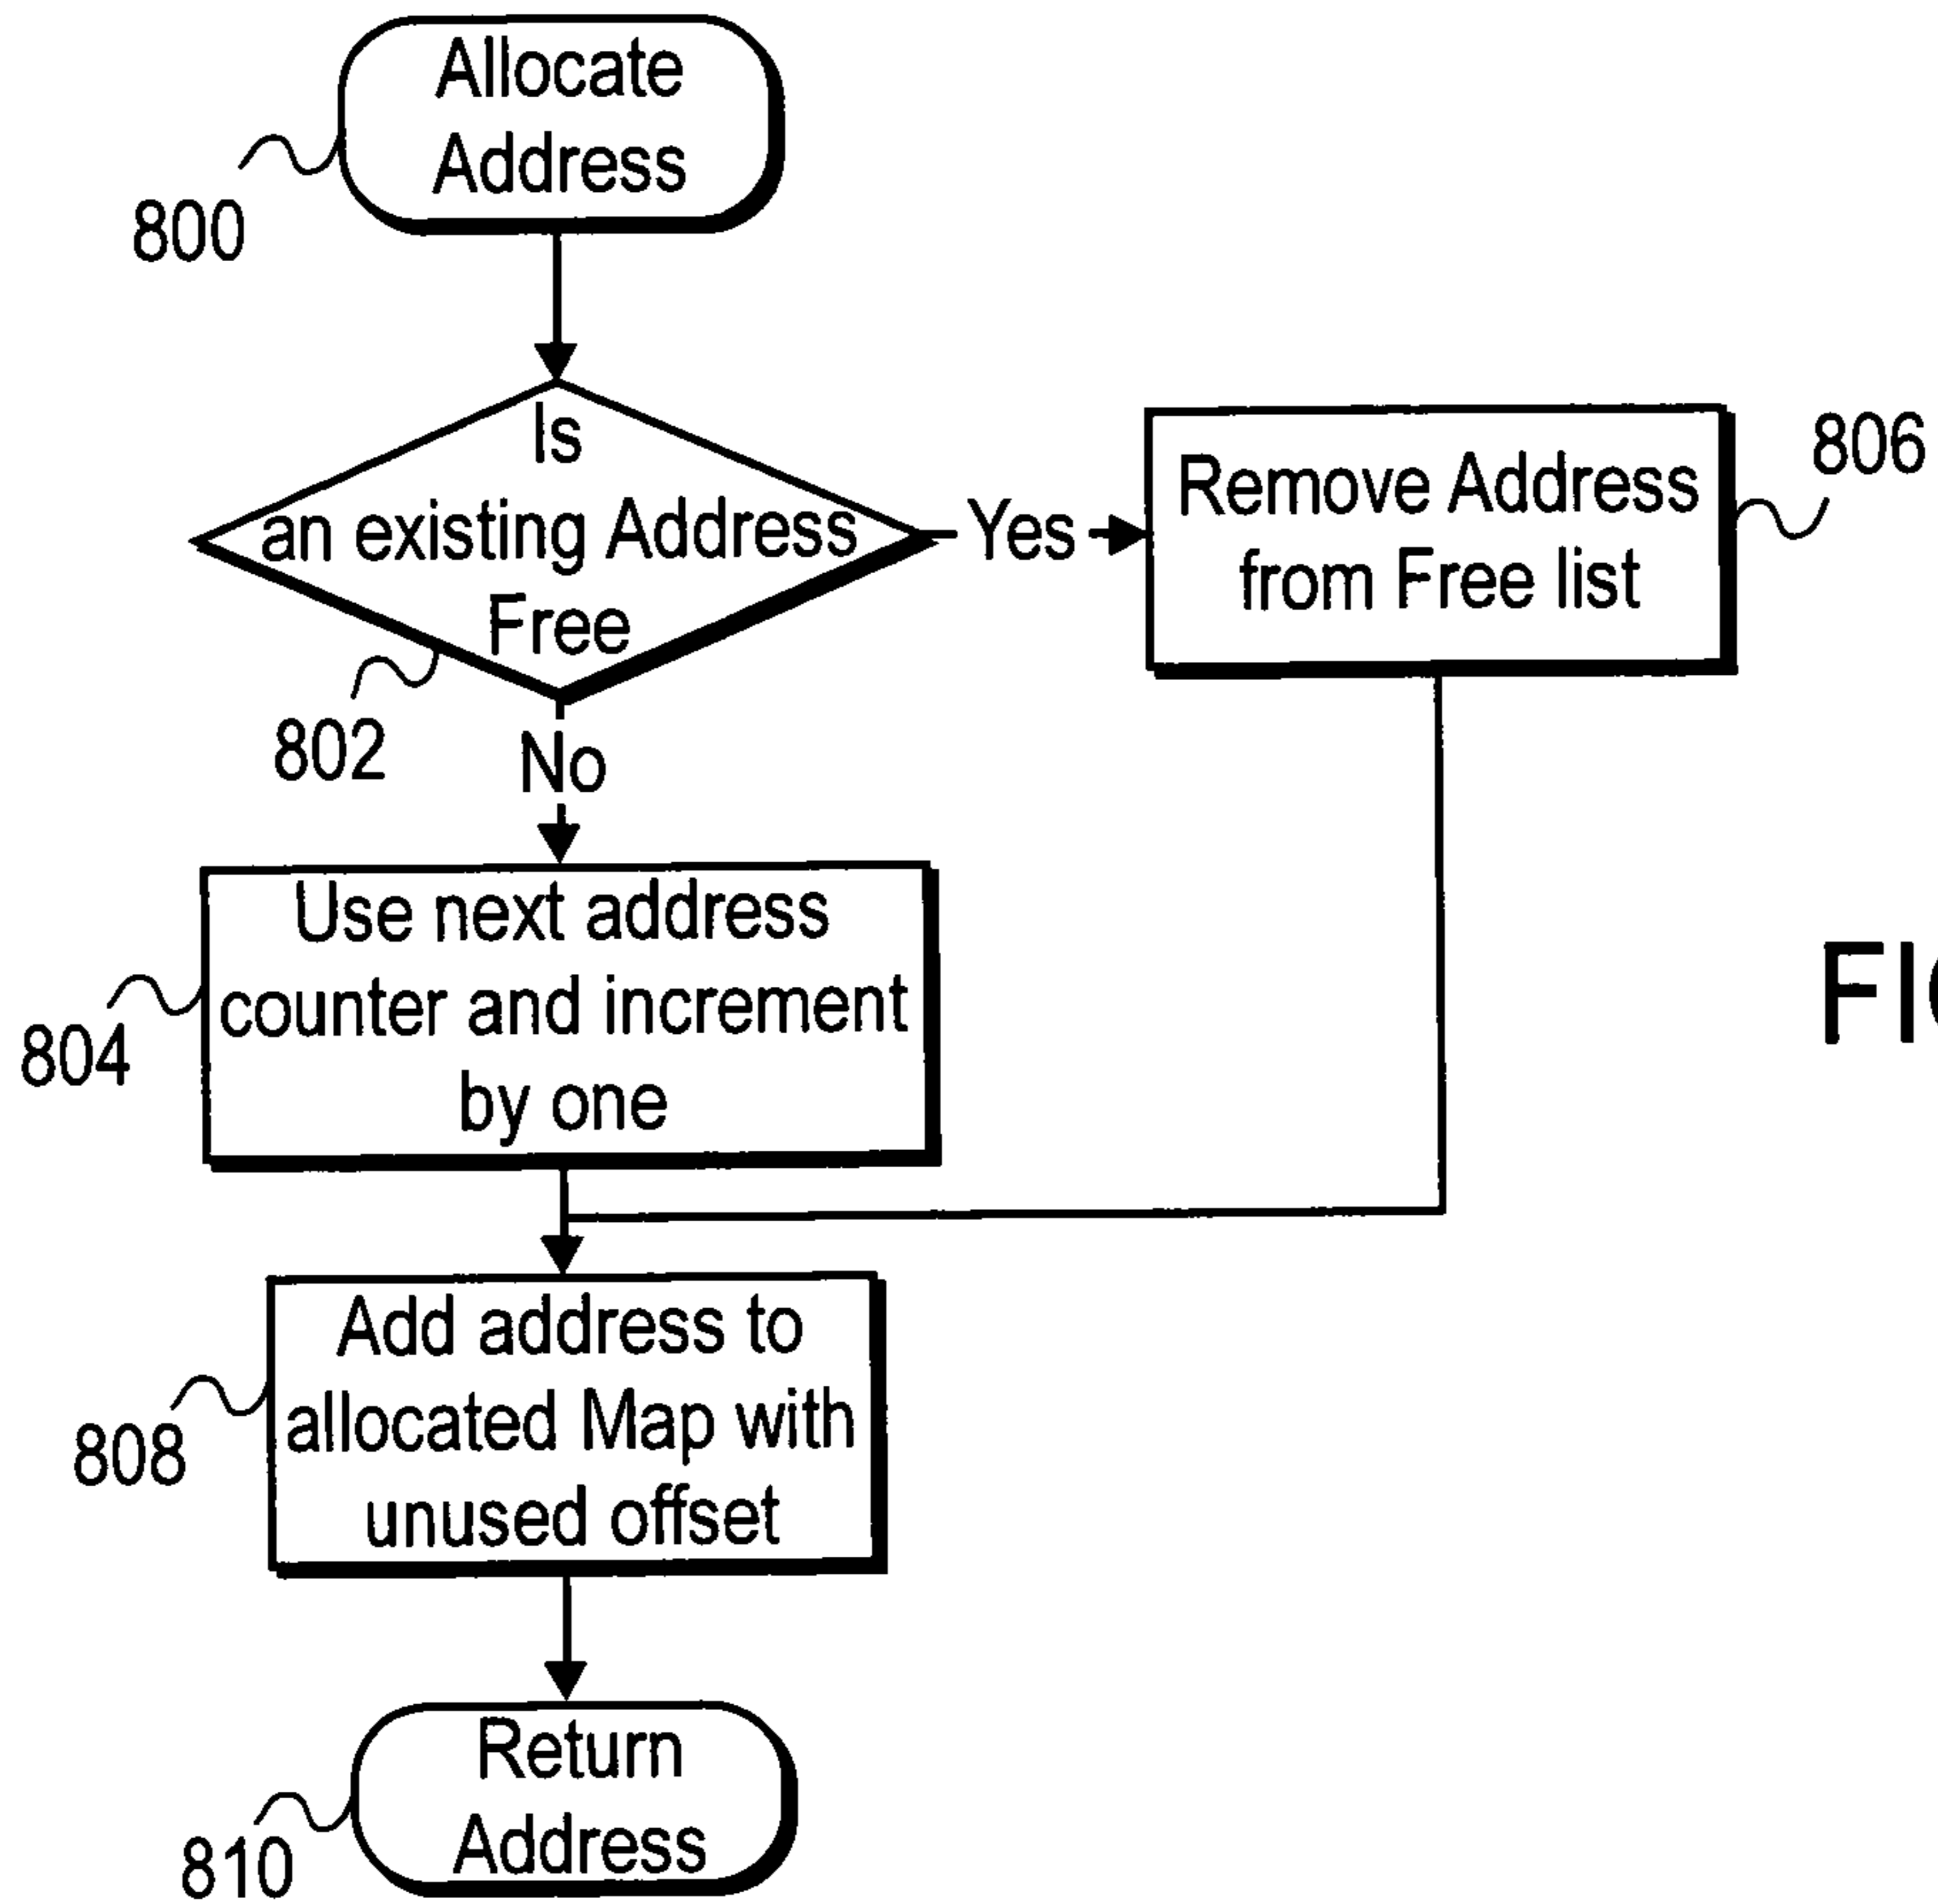 Allocate
Address
800
Is
an existing Address
Free
Yes
Remove Address
from Free list
806
802
No
Use next address
counter and increment
by one
804
FI
Add address to
allocated Map with
unused offset
808
Return
Address
810